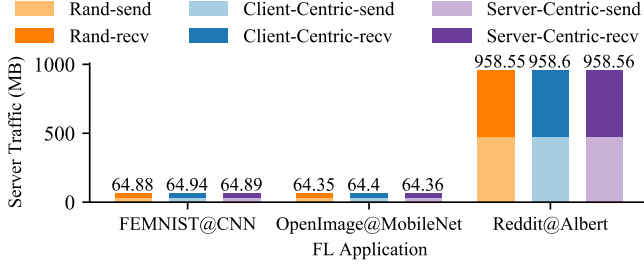 Rand-send Client-Centric-send Server-Centric-send
Rand-recv Client-Centric-recv Server-Centric-recv
Server Traffic (MB)
1000
500
0
64.88 64.94 64.89 64.35 64.4 64.36 958.55 958.6 958.56
FEMNIST@CNN OpenImage@MobileNet Reddit@Albert
FL Application